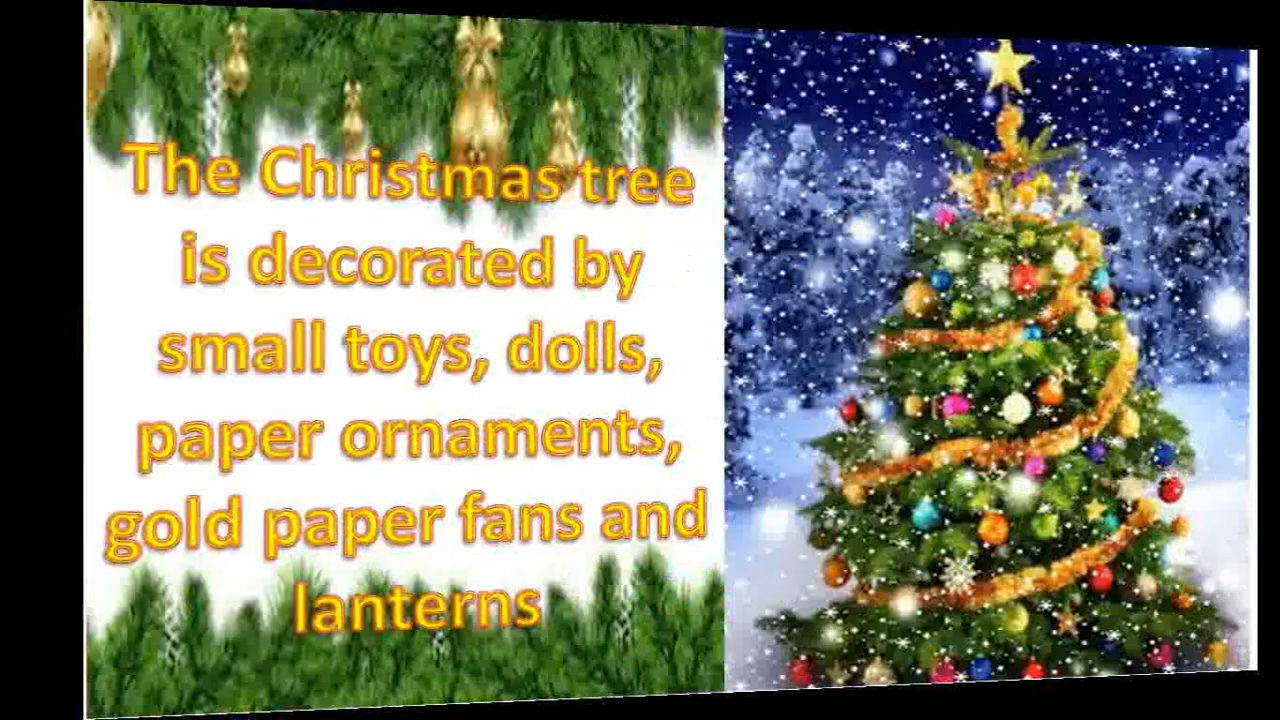 The Christmas tree
is decorated by
small toys, dolls,
paper ornaments,
gold paper fans and
lanterns